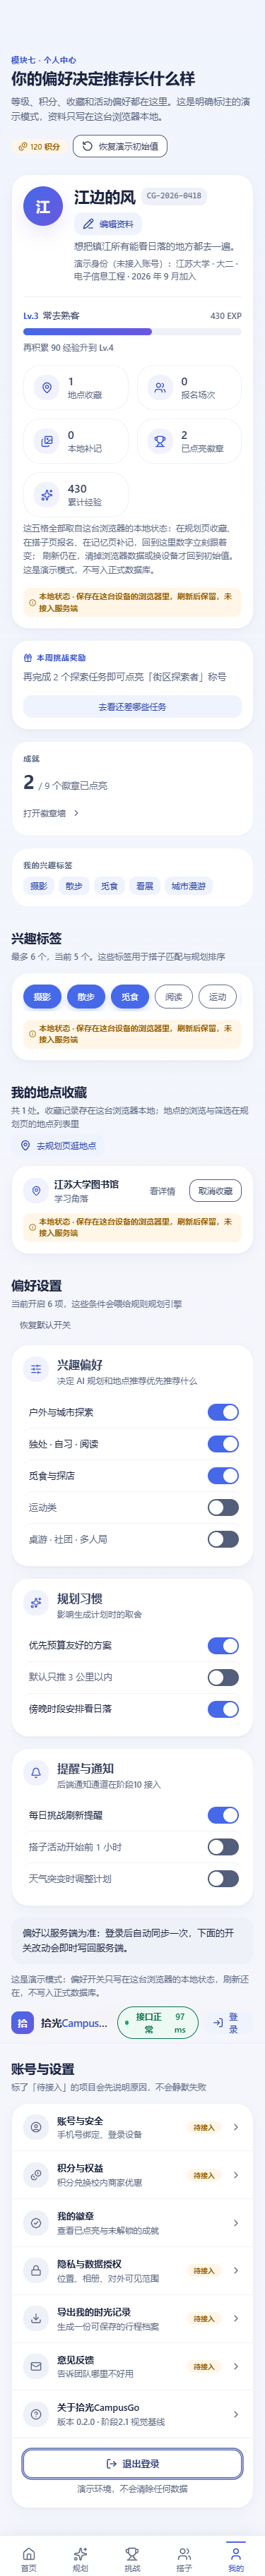 模块七 · 个人中心
你的偏好决定推荐长什么样
等级、积分、收藏和活动偏好都在这里。这是明确标注的演
示模式，资料只写在这台浏览器本地。
120 积分
恢复演示初始值
江
江边的风
CG-2026-0418
编辑资料
想把镇江所有能看日落的地方都去一遍。
演示身份（未接入账号）：江苏大学 · 大二 ·
电子信息工程 · 2026 年 9 月加入
Lv.3 常去熟客
430 EXP
再积累 90 经验升到 Lv.4
1
地点收藏
0
报名场次
0
本地补记
2
已点亮徽章
430
累计经验
这五格全部取自这台浏览器的本地状态：在规划页收藏、
在搭子页报名、在记忆页补记，回到这里数字立刻跟着
变； 刷新仍在，清掉浏览器数据或换设备才回到初始值。
这是演示模式，不写入正式数据库。
本地状态 · 保存在这台设备的浏览器里，刷新后保留，未
接入服务端
本周挑战奖励
再完成 2 个探索任务即可点亮「街区探索者」称号
去看还差哪些任务
成就
2 / 9 个徽章已点亮
打开徽章墙
我的兴趣标签
摄影
散步
觅食
看展
城市漫游
兴趣标签
最多 6 个，当前 5 个。这些标签用于搭子匹配与规划排序
摄影
散步
觅食
阅读
运动
本地状态 · 保存在这台设备的浏览器里，刷新后保留，未
接入服务端
我的地点收藏
共 1 处。收藏记录存在这台浏览器本地；地点的浏览与筛选在规
划页的地点列表里
去规划页逛地点
江苏大学图书馆
学习角落
看详情
取消收藏
本地状态 · 保存在这台设备的浏览器里，刷新后保留，未
接入服务端
偏好设置
当前开启 6 项，这些条件会喂给规则规划引擎
恢复默认开关
兴趣偏好
决定 AI 规划和地点推荐优先推荐什么
户外与城市探索
独处 · 自习 · 阅读
觅食与探店
运动类
桌游 · 社团 · 多人局
规划习惯
影响生成计划时的取舍
优先预算友好的方案
默认只推 3 公里以内
傍晚时段安排看日落
提醒与通知
后端通知通道在阶段10 接入
每日挑战刷新提醒
搭子活动开始前 1 小时
天气突变时调整计划
偏好以服务端为准：登录后自动同步一次，下面的开
关改动会即时写回服务端。
这是演示模式：偏好开关只写在这台浏览器的本地状态，刷新还
在，不写入正式数据库。
拾
拾光Campus...
接口正
常
97
ms
登
录
账号与设置
标了「待接入」的项目会先说明原因，不会静默失败
账号与安全
手机号绑定、登录设备
待接入
积分与权益
积分兑换校内商家优惠
待接入
我的徽章
查看已点亮与未解锁的成就
隐私与数据授权
位置、相册、对外可见范围
待接入
导出我的时光记录
生成一份可保存的行程档案
待接入
意见反馈
告诉团队哪里不好用
待接入
关于拾光CampusGo
版本 0.2.0 · 阶段2.1 视觉基线
退出登录
演示环境，不会清除任何数据
首页
规划
挑战
搭子
我的